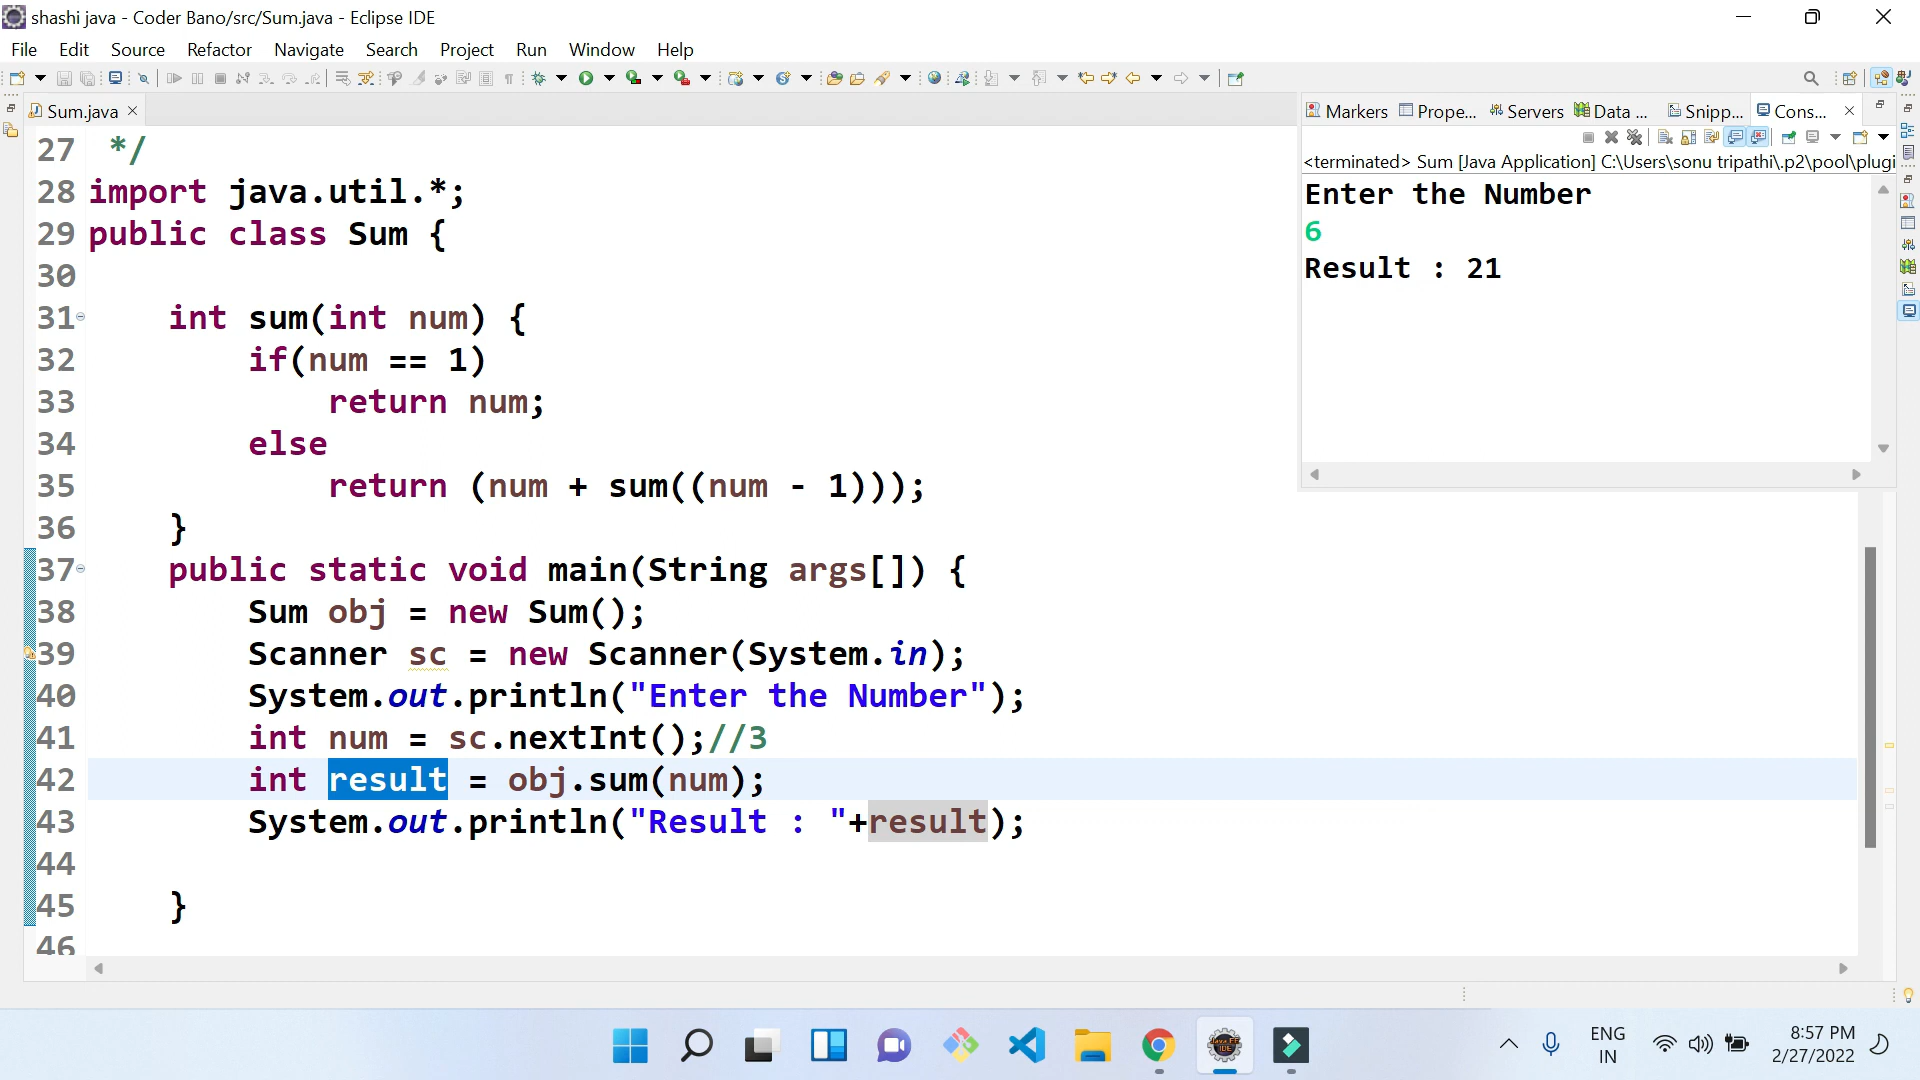 shashi java - Coder Bano/src/Sum.java - Eclipse IDE
File Edit Source Refactor Navigate Search Project Run Window Help
Sum.java
Markers Prope... Servers Data ... Snipp... Cons...
<terminated> Sum [Java Application] C:\Users\sonu tripathi\.p2\pool\plugi
Enter the Number
6
Result : 21
27 */
28 import java.util.*;
29 public class Sum {
30
31 int sum(int num) {
32 if(num == 1)
33 return num;
34 else
35 return (num + sum((num - 1)));
36 }
37 public static void main(String args[]) {
38 Sum obj = new Sum();
39 Scanner sc = new Scanner(System.in);
40 System.out.println("Enter the Number");
41 int num = sc.nextInt();//3
42 int result = obj.sum(num);
43 System.out.println("Result : "+result);
44
45 }
46
ENG
IN
8:57 PM
2/27/2022